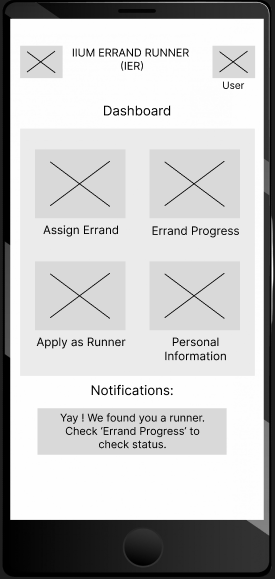 IIUM ERRAND RUNNER
(IER)
User
Dashboard
Assign Errand
Errand Progress
Apply as Runner
Personal
Information
Notifications:
Yay ! We found you a runner.
Check ‘Errand Progress’ to
check status.